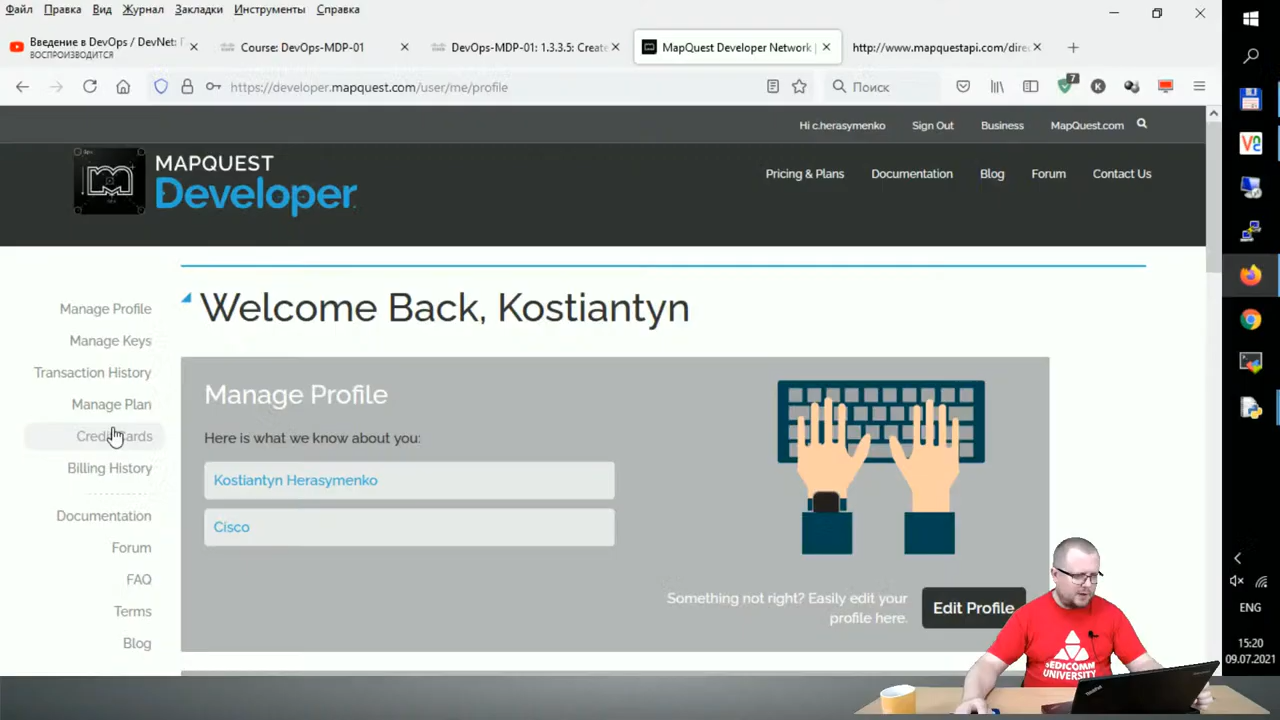 Файл Правка Вид Журнал Закладки Инструменты Справка
Введение в DevOps / DevNet:
ВОСПРОИЗВОДИТСЯ
Course: DevOps-MDP-01
DevOps-MDP-01: 1.3.3.5: Create
MapQuest Developer Network |
http://www.mapquestapi.com/dire
https://developer.mapquest.com/user/me/profile
Поиск
7
K
Hi c.herasymenko Sign Out Business MapQuest.com
MAPQUEST
Developer
Pricing & Plans Documentation Blog Forum Contact Us
Manage Profile
Manage Keys
Transaction History
Manage Plan
Credit Cards
Billing History
Documentation
Forum
FAQ
Terms
Blog
Welcome Back, Kostiantyn
Manage Profile
Here is what we know about you:
Kostiantyn Herasymenko
Cisco
Something not right? Easily edit your
profile here.
Edit Profile
EDICOMM
UNIVERSITY
ENG
15:20
09.07.2021